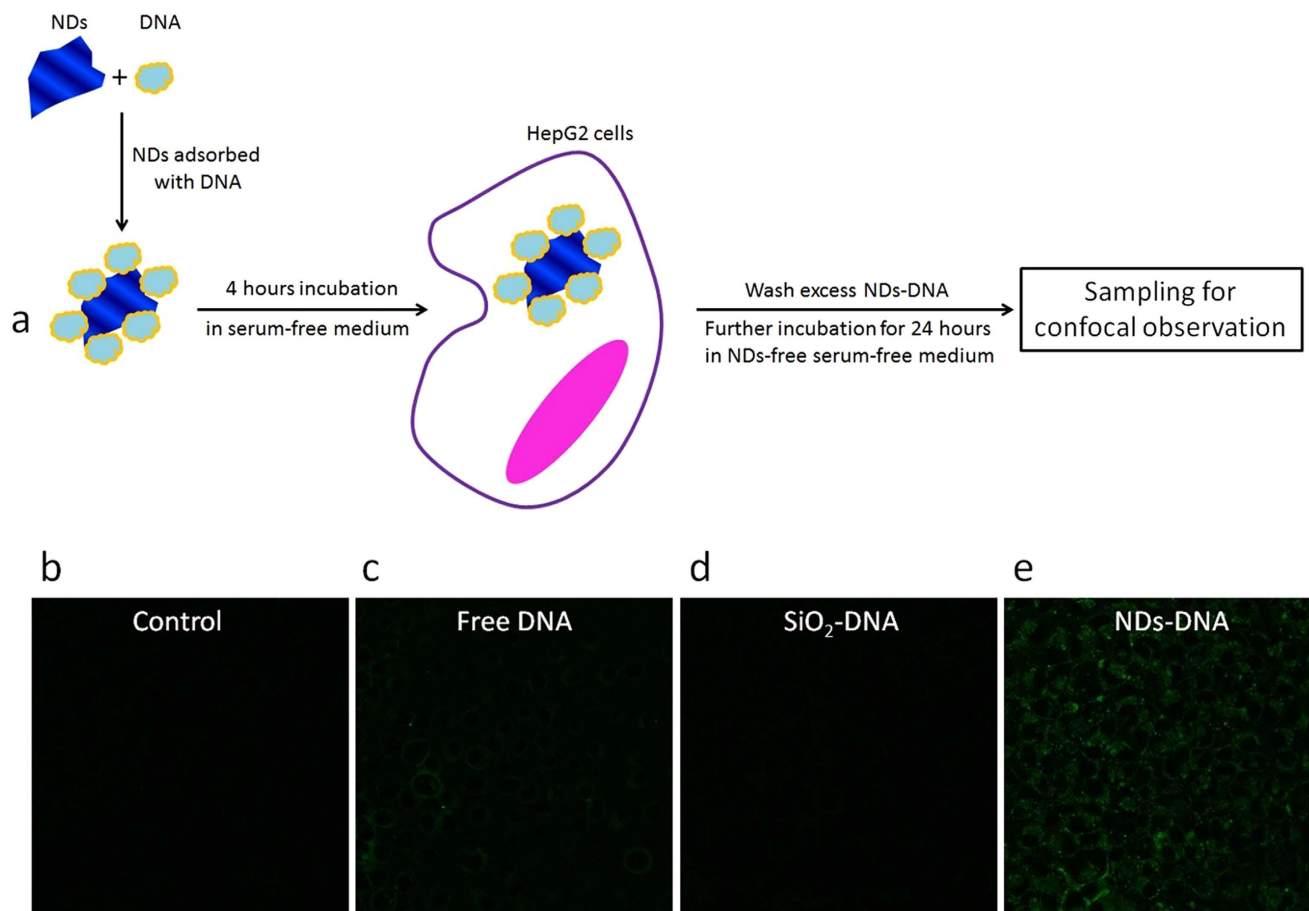 NDs
DNA
+
NDs adsorbed
with DNA
a
4 hours incubation
in serum-free medium
HepG2 cells
Wash excess NDs-DNA
Further incubation for 24 hours
in NDs-free serum-free medium
Sampling for
confocal observation
b
c
d
e
Control
Free DNA
SiO₂-DNA
NDs-DNA